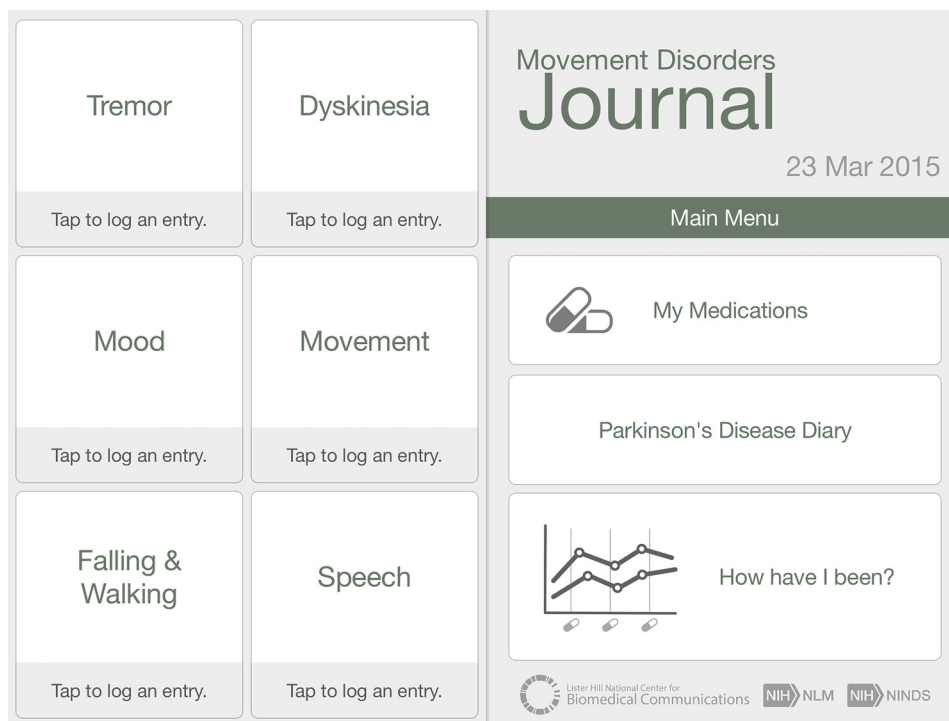 Tremor
Tap to log an entry.
Dyskinesia
Tap to log an entry.
Mood
Tap to log an entry.
Movement
Tap to log an entry.
Falling &
Walking
Tap to log an entry.
Speech
Tap to log an entry.
Movement Disorders
Journal
23 Mar 2015
Main Menu
My Medications
Parkinson's Disease Diary
How have I been?
Lister Hill National Center for
Biomedical Communications
NIH NLM
NIH NINDS